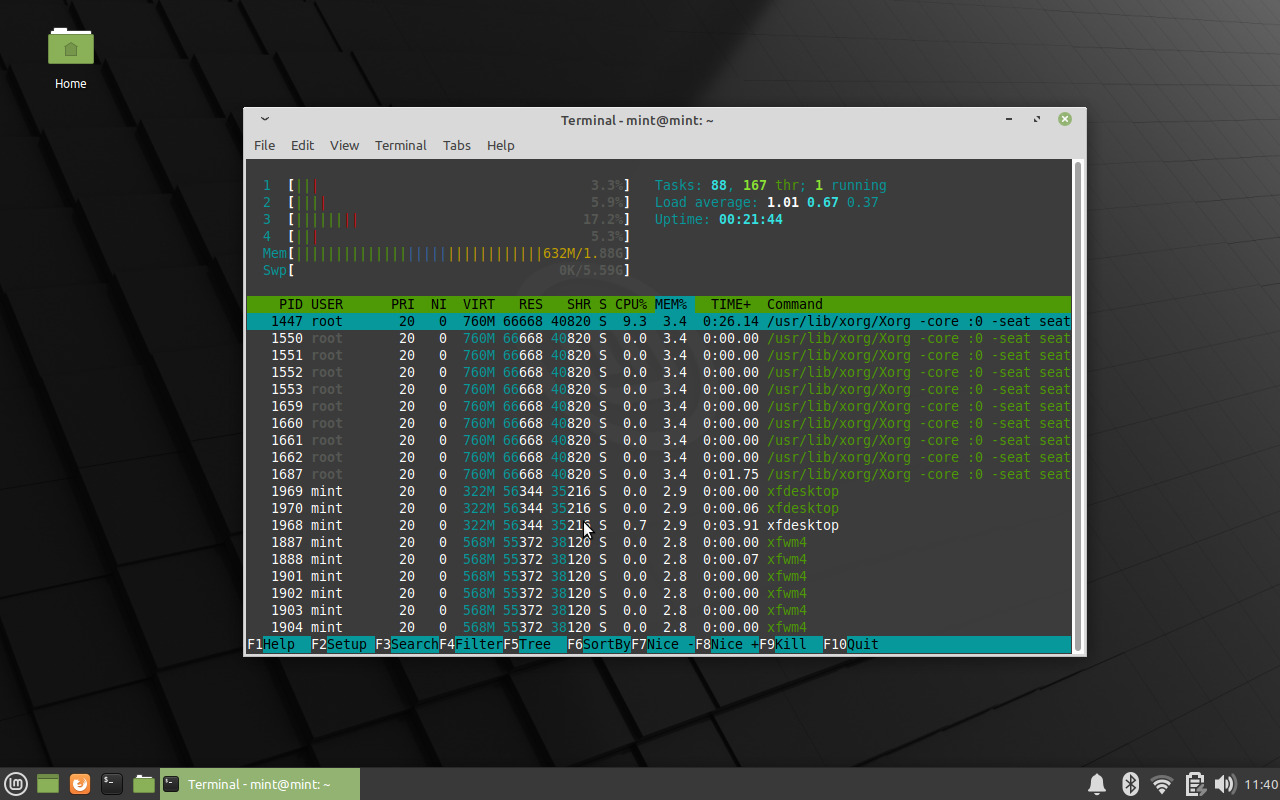 Home
Terminal - mint@mint: ~
File Edit View Terminal Tabs Help
1 [||| 3.3%] Tasks: 88, 167 thr; 1 running
2 [|||| 5.9%] Load average: 1.01 0.67 0.37
3 [|||||||| 17.2%] Uptime: 00:21:44
4 [||| 5.3%]
Mem[|||||||||||||||||||||||||||||||632M/1.88G]
Swp[ 0K/5.59G]
PID USER PRI NI VIRT RES SHR S CPU% MEM% TIME+ Command
1447 root 20 0 760M 66668 40820 S 9.3 3.4 0:26.14 /usr/lib/xorg/Xorg -core :0 -seat seat
1550 root 20 0 760M 66668 40820 S 0.0 3.4 0:00.00 /usr/lib/xorg/Xorg -core :0 -seat seat
1551 root 20 0 760M 66668 40820 S 0.0 3.4 0:00.00 /usr/lib/xorg/Xorg -core :0 -seat seat
1552 root 20 0 760M 66668 40820 S 0.0 3.4 0:00.00 /usr/lib/xorg/Xorg -core :0 -seat seat
1553 root 20 0 760M 66668 40820 S 0.0 3.4 0:00.00 /usr/lib/xorg/Xorg -core :0 -seat seat
1659 root 20 0 760M 66668 40820 S 0.0 3.4 0:00.00 /usr/lib/xorg/Xorg -core :0 -seat seat
1660 root 20 0 760M 66668 40820 S 0.0 3.4 0:00.00 /usr/lib/xorg/Xorg -core :0 -seat seat
1661 root 20 0 760M 66668 40820 S 0.0 3.4 0:00.00 /usr/lib/xorg/Xorg -core :0 -seat seat
1662 root 20 0 760M 66668 40820 S 0.0 3.4 0:00.00 /usr/lib/xorg/Xorg -core :0 -seat seat
1687 root 20 0 760M 66668 40820 S 0.0 3.4 0:01.75 /usr/lib/xorg/Xorg -core :0 -seat seat
1969 mint 20 0 322M 56344 35216 S 0.0 2.9 0:00.00 xfdesktop
1970 mint 20 0 322M 56344 35216 S 0.0 2.9 0:00.06 xfdesktop
1968 mint 20 0 322M 56344 35216 S 0.7 2.9 0:03.91 xfdesktop
1887 mint 20 0 568M 55372 38120 S 0.0 2.8 0:00.00 xfwm4
1888 mint 20 0 568M 55372 38120 S 0.0 2.8 0:00.07 xfwm4
1901 mint 20 0 568M 55372 38120 S 0.0 2.8 0:00.00 xfwm4
1902 mint 20 0 568M 55372 38120 S 0.0 2.8 0:00.00 xfwm4
1903 mint 20 0 568M 55372 38120 S 0.0 2.8 0:00.00 xfwm4
1904 mint 20 0 568M 55372 38120 S 0.0 2.8 0:00.00 xfwm4
F1Help F2Setup F3SearchF4FilterF5Tree F6SortByF7Nice -F8Nice +F9Kill F10Quit
Terminal - mint@mint: ~ 11:40